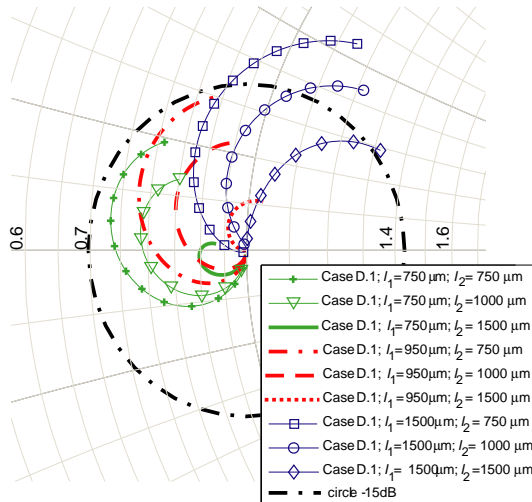 0.6
0.7
1.4
1.6
Case D.1; l1=750 µm; l2= 750 µm
Case D.1; l1=750 µm; l2=1000 µm
Case D.1; l1=750µm; l2= 1500 µm
Case D.1; l1=950µm; l2= 750 µm
Case D.1; l1=950µm; l2= 1000 µm
Case D.1; l1=950µm; l2= 1500 µm
Case D.1; l1=1500µm; l2= 750 µm
Case D.1; l1=1500µm; l2= 1000 µm
Case D.1; l1= 1500µm; l2= 1500 µm
circle -15dB